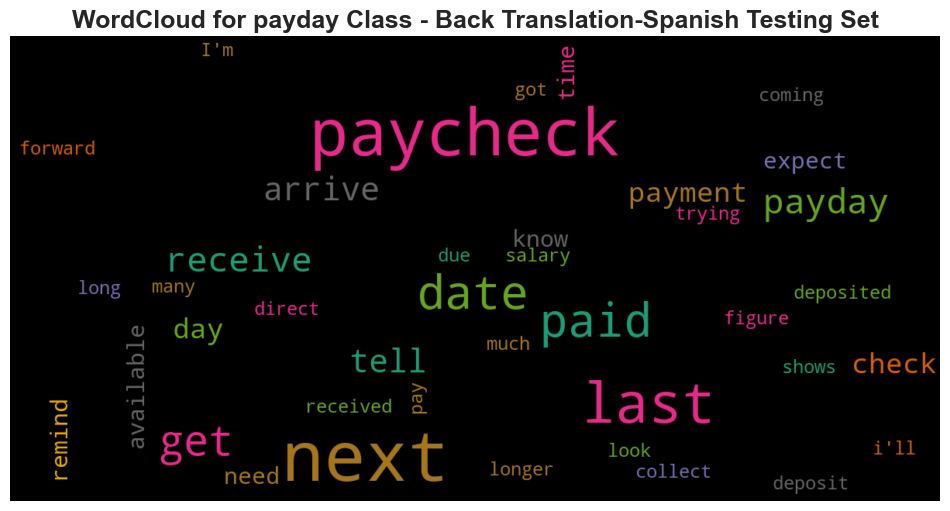 WordCloud for payday Class - Back Translation-Spanish Testing Set
I'm
time
got
coming
paycheck
forward
expect
arrive
payment
payday
trying
know
receive
due
salary
long
many
date
deposited
direct
paid
figure
day
much
tell
shows
check
available
pay
received
last
remind
get
look
i'll
next
longer
collect
need
deposit